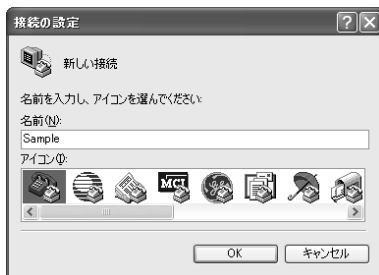 接続の設定
新しい接続
名前を入力し、アイコンを選んでください:
名前(N):
Sample
アイコン(I):
MCI
OK
キャンセル